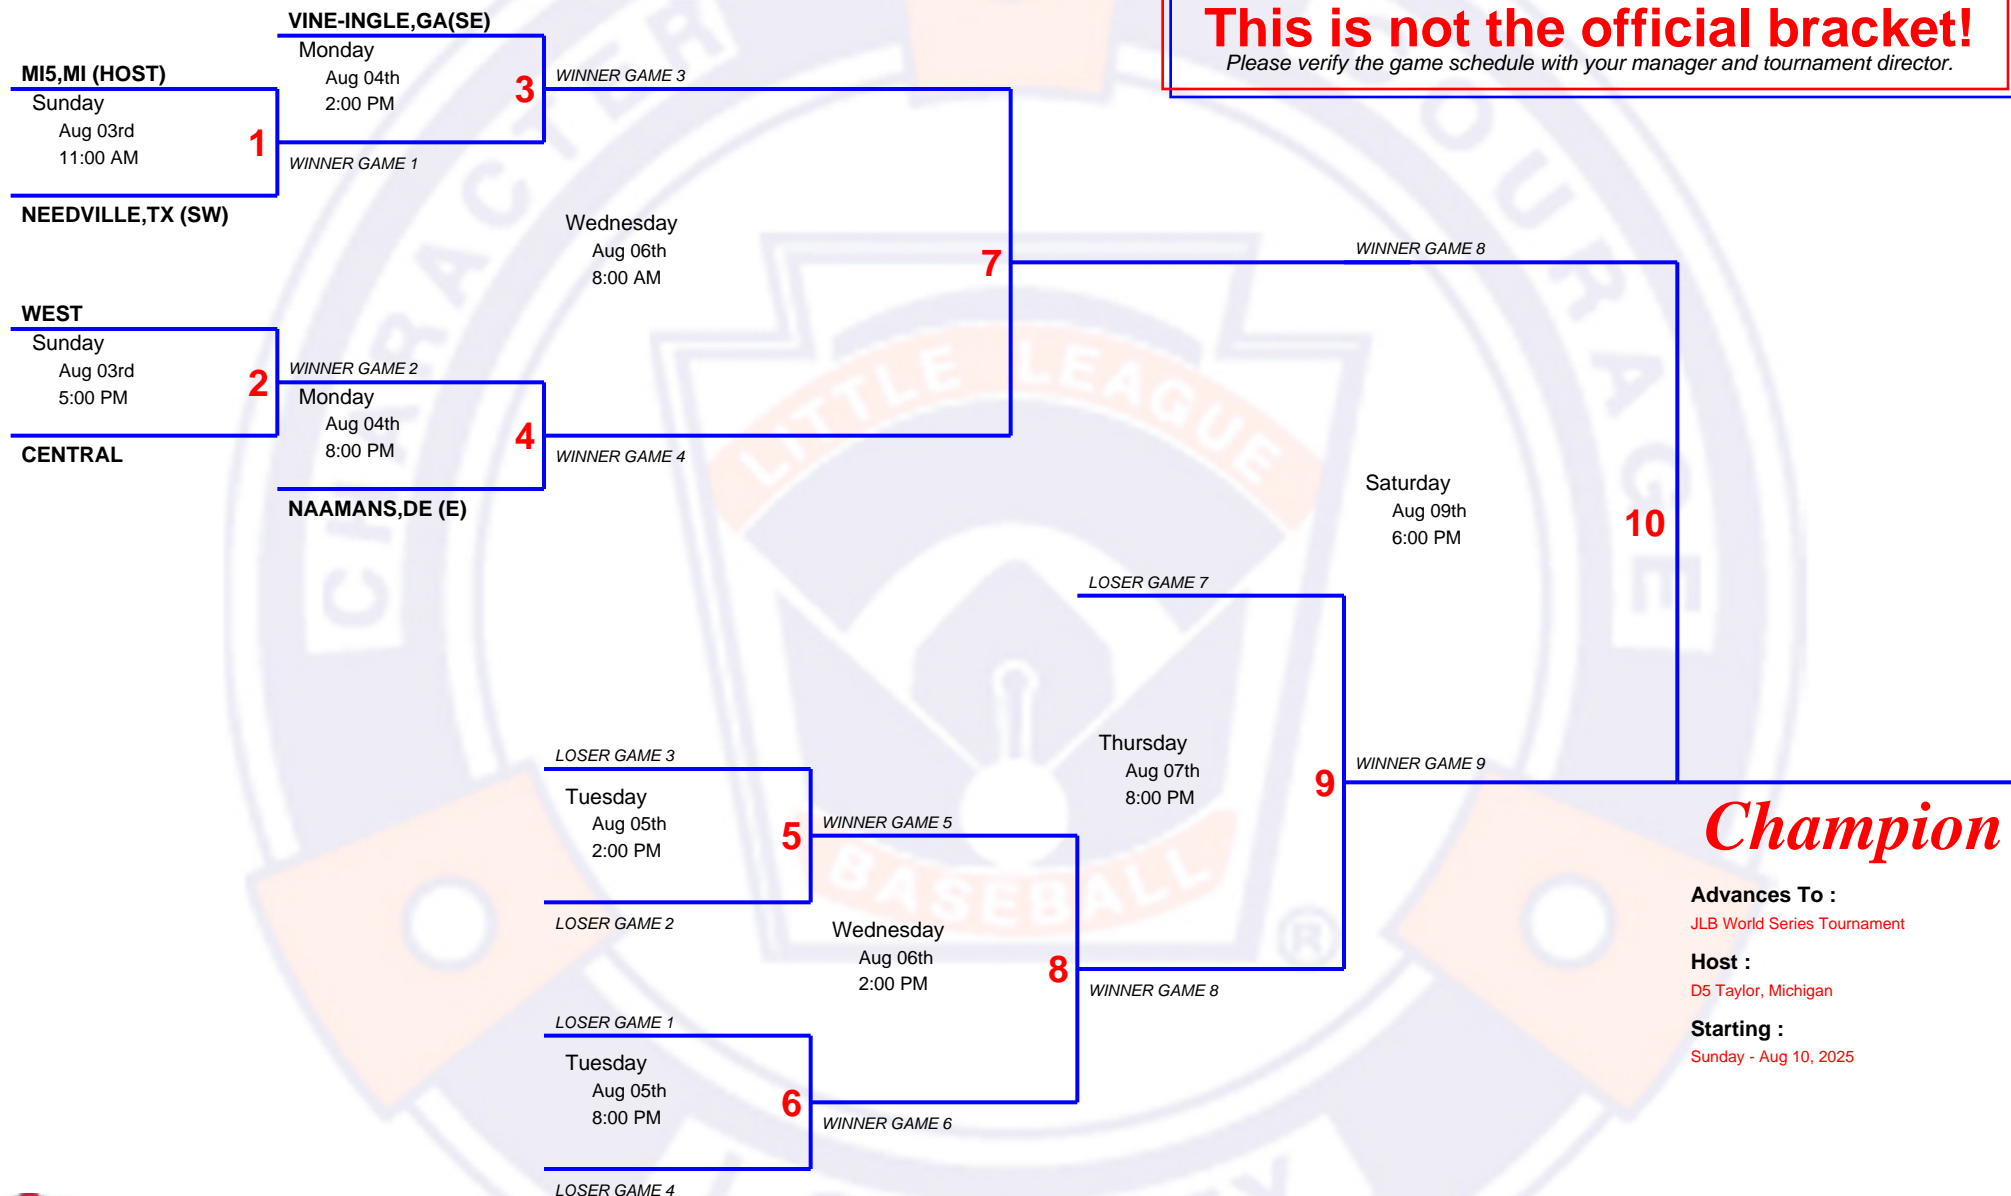 This is not the official bracket!
Please verify the game schedule with your manager and tournament director.
VINE-INGLE,GA(SE)
Monday
Aug 04th
2:00 PM
3
WINNER GAME 3
MI5,MI (HOST)
Sunday
Aug 03rd
11:00 AM
1
WINNER GAME 1
NEEDVILLE,TX (SW)
Wednesday
Aug 06th
8:00 AM
7
WINNER GAME 8
WEST
Sunday
Aug 03rd
5:00 PM
2
WINNER GAME 2
Monday
Aug 04th
8:00 PM
4
WINNER GAME 4
CENTRAL
NAAMANS,DE (E)
Saturday
Aug 09th
6:00 PM
10
LOSER GAME 7
Thursday
Aug 07th
8:00 PM
9
WINNER GAME 9
LOSER GAME 3
Tuesday
Aug 05th
2:00 PM
5
WINNER GAME 5
LOSER GAME 2
Wednesday
Aug 06th
2:00 PM
8
WINNER GAME 8
LOSER GAME 1
Tuesday
Aug 05th
8:00 PM
6
WINNER GAME 6
LOSER GAME 4
Champion
Advances To :
JLB World Series Tournament
Host :
D5 Taylor, Michigan
Starting :
Sunday - Aug 10, 2025
CHARACTER
COURAGE
LITTLE LEAGUE
BASEBALL
®